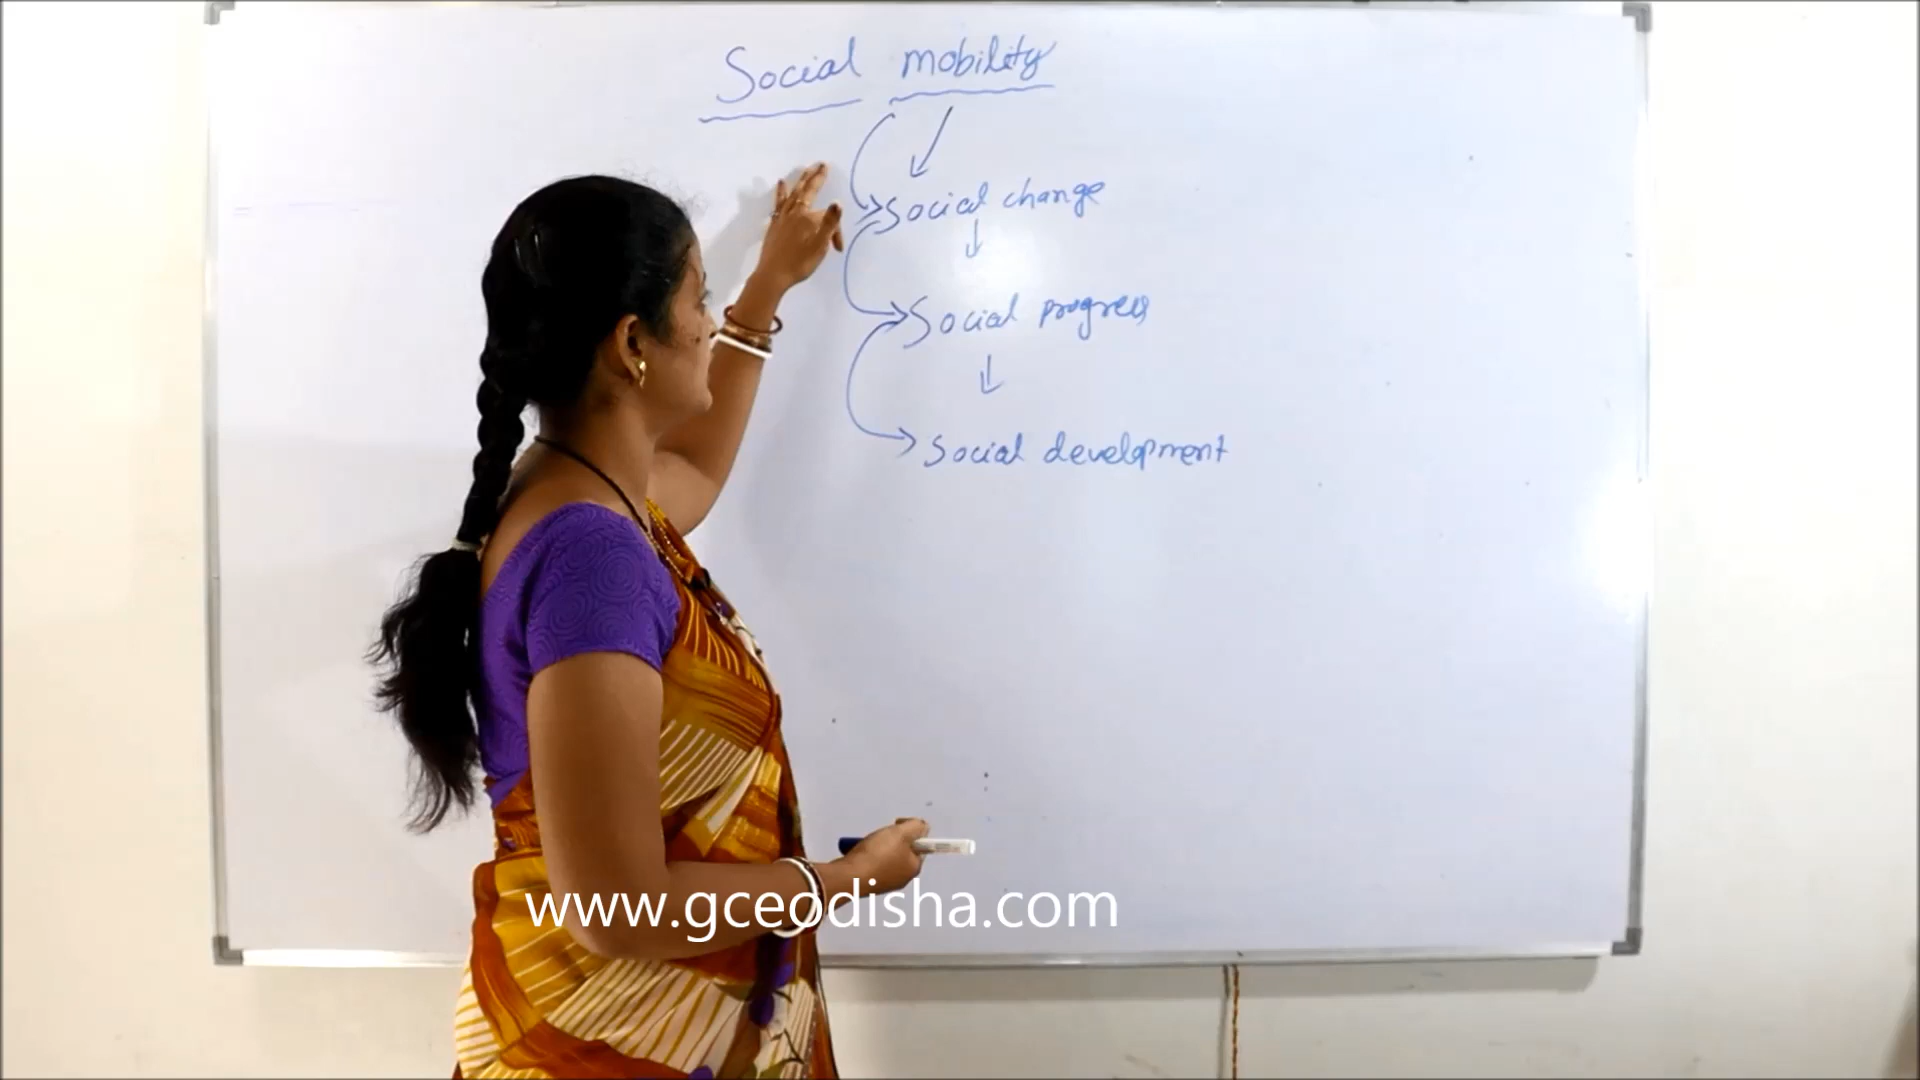 Social mobility
Social change
Social progress
Social development
www.gceodisha.com